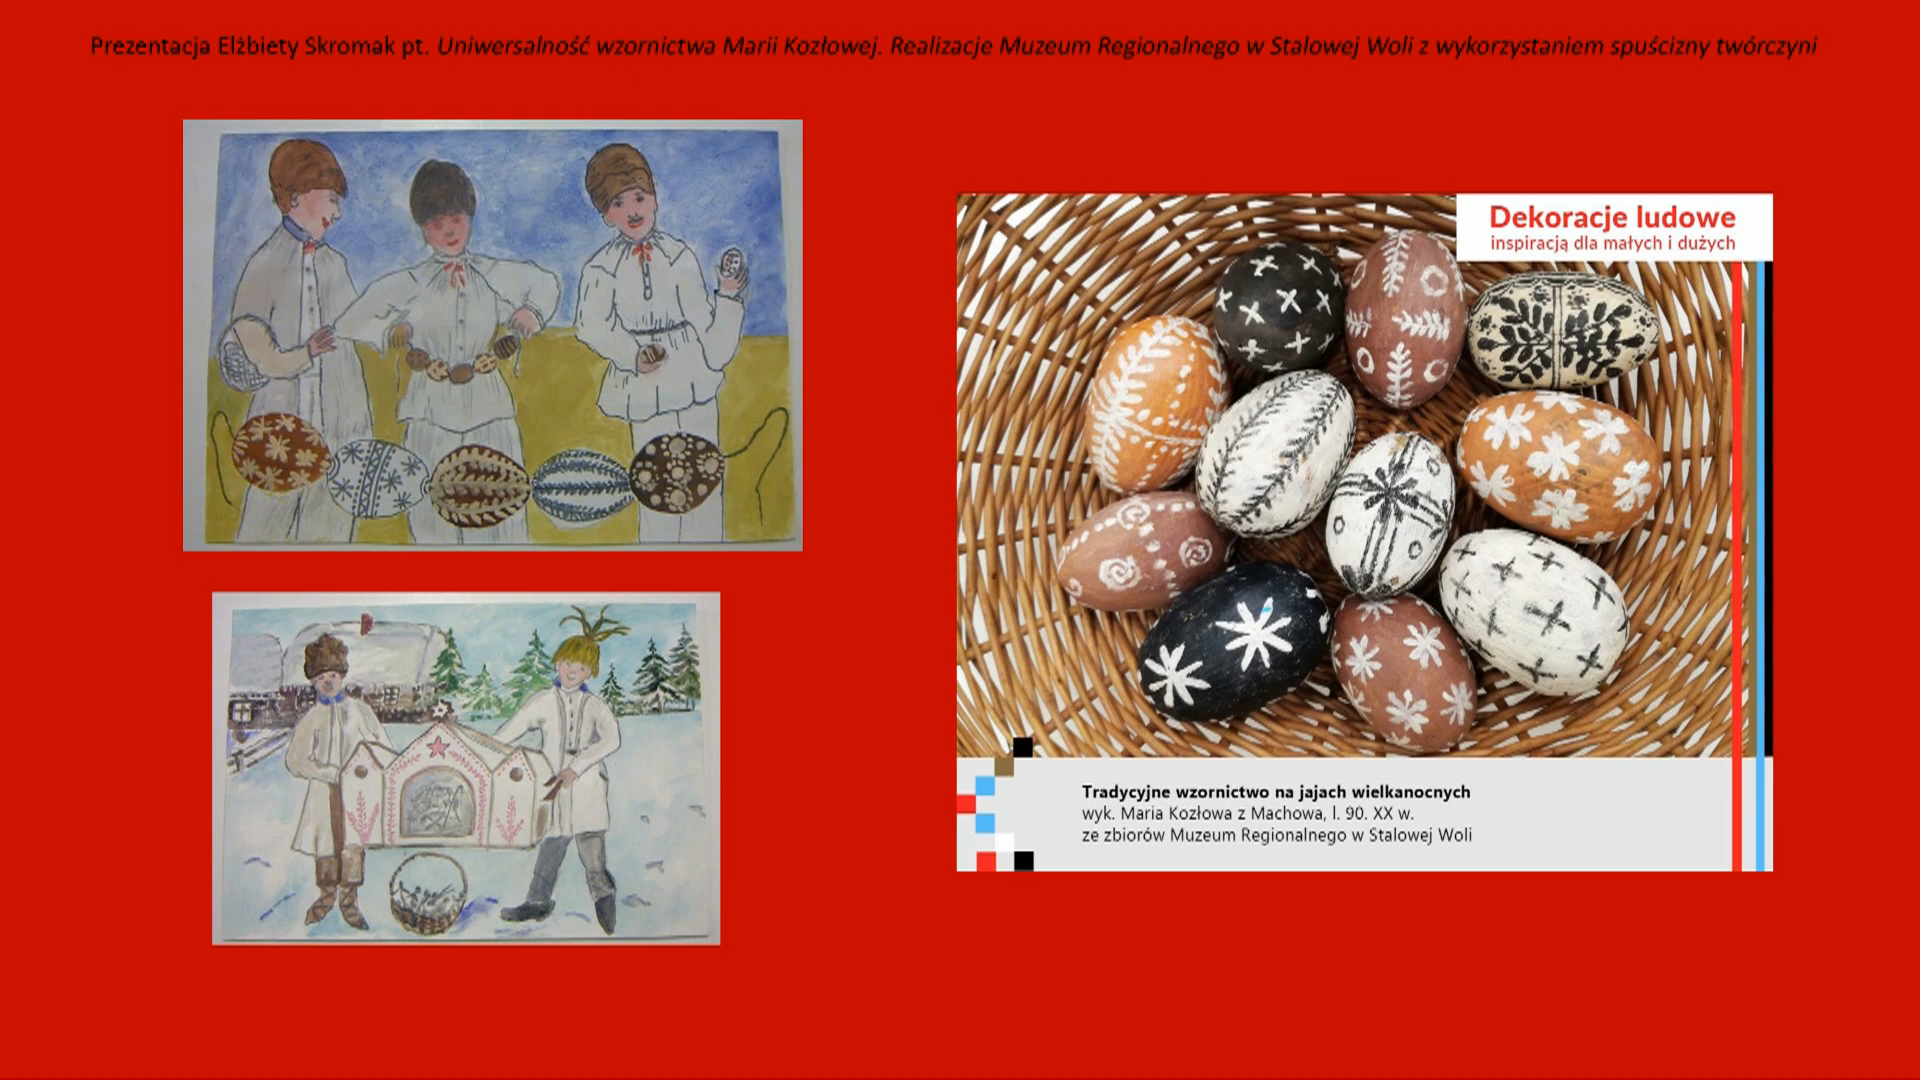 Prezentacja Elżbiety Skromak pt. Uniwersalność wzornictwa Marii Kozłowej. Realizacje Muzeum Regionalnego w Stalowej Woli z wykorzystaniem spuścizny twórczyni
Dekoracje ludowe
inspiracją dla małych i dużych
Tradycyjne wzornictwo na jajach wielkanocnych
wyk. Maria Kozłowa z Machowa, l. 90. XX w.
ze zbiorów Muzeum Regionalnego w Stalowej Woli